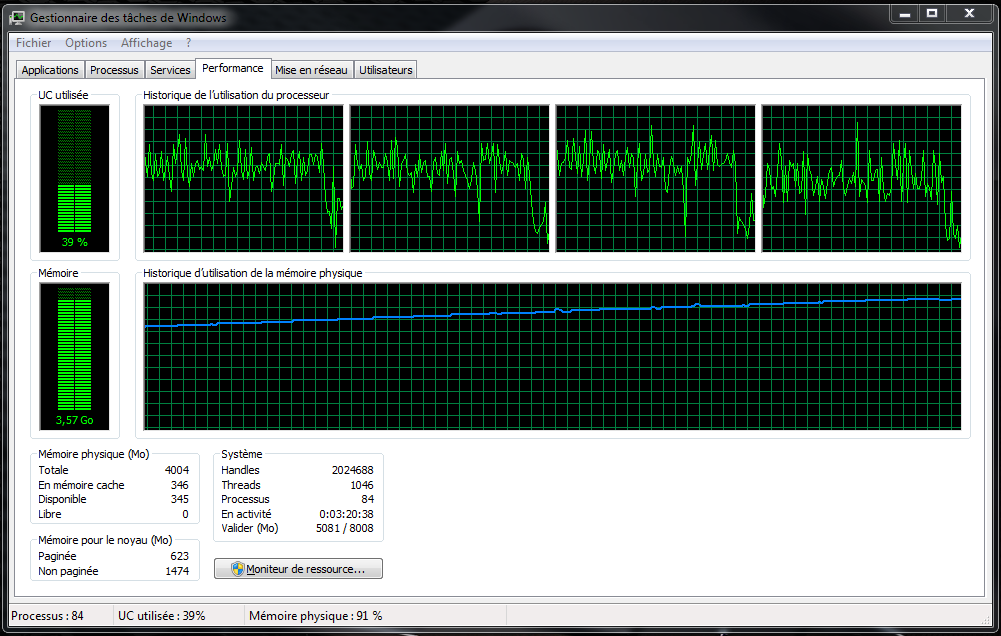 Gestionnaire des tâches de Windows
Fichier Options Affichage ?
Applications Processus Services Performance Mise en réseau Utilisateurs
UC utilisée
39 %
Historique de l'utilisation du processeur
Mémoire
3,57 Go
Historique d'utilisation de la mémoire physique
Mémoire physique (Mo)
Totale 4004
En mémoire cache 346
Disponible 345
Libre 0
Mémoire pour le noyau (Mo)
Paginée 623
Non paginée 1474
Système
Handles 2024688
Threads 1046
Processus 84
En activité 0:03:20:38
Valider (Mo) 5081 / 8008
Moniteur de ressource...
Processus : 84 UC utilisée : 39% Mémoire physique : 91 %